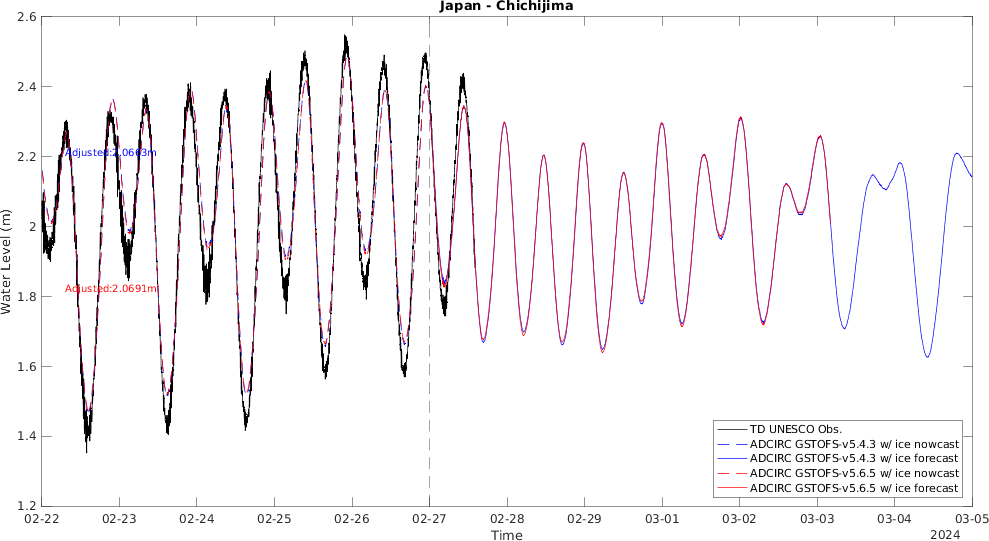 Japan - Chichijima
2.6
2.4
2.2
2
1.8
1.6
1.4
1.2
Water Level (m)
Adjusted:2.0663m
Adjusted:2.0691m
TD UNESCO Obs.
ADCIRC GSTOFS-v5.4.3 w/ ice nowcast
ADCIRC GSTOFS-v5.4.3 w/ ice forecast
ADCIRC GSTOFS-v5.6.5 w/ ice nowcast
ADCIRC GSTOFS-v5.6.5 w/ ice forecast
02-22 02-23 02-24 02-25 02-26 02-27 02-28 02-29 03-01 03-02 03-03 03-04 03-05
Time
2024